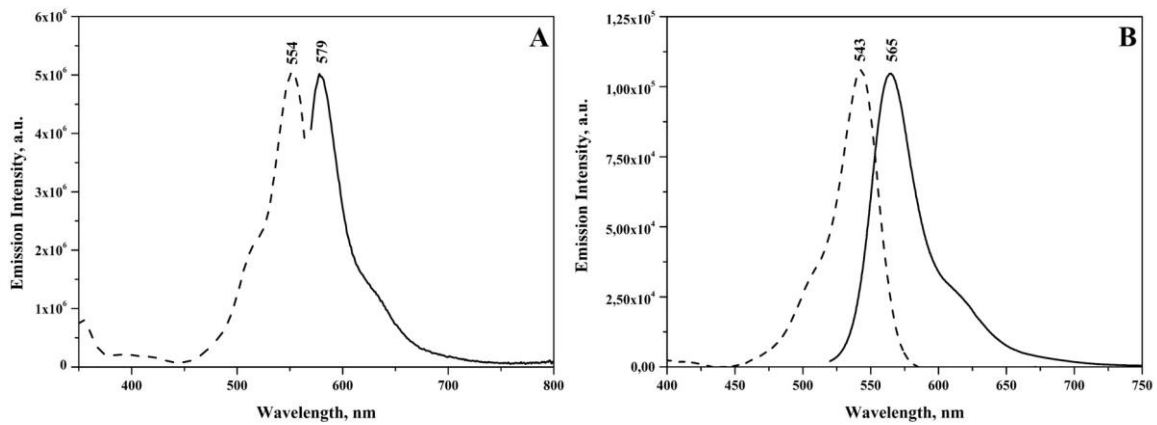 A
6x10⁶
5x10⁶
4x10⁶
3x10⁶
2x10⁶
1x10⁶
0
Emission Intensity, a.u.
554
579
400
500
600
700
800
Wavelength, nm
B
1,25x10⁵
1,00x10⁵
7,50x10⁴
5,00x10⁴
2,50x10⁴
0,00
Emission Intensity, a.u.
543
565
400
450
500
550
600
650
700
750
Wavelength, nm